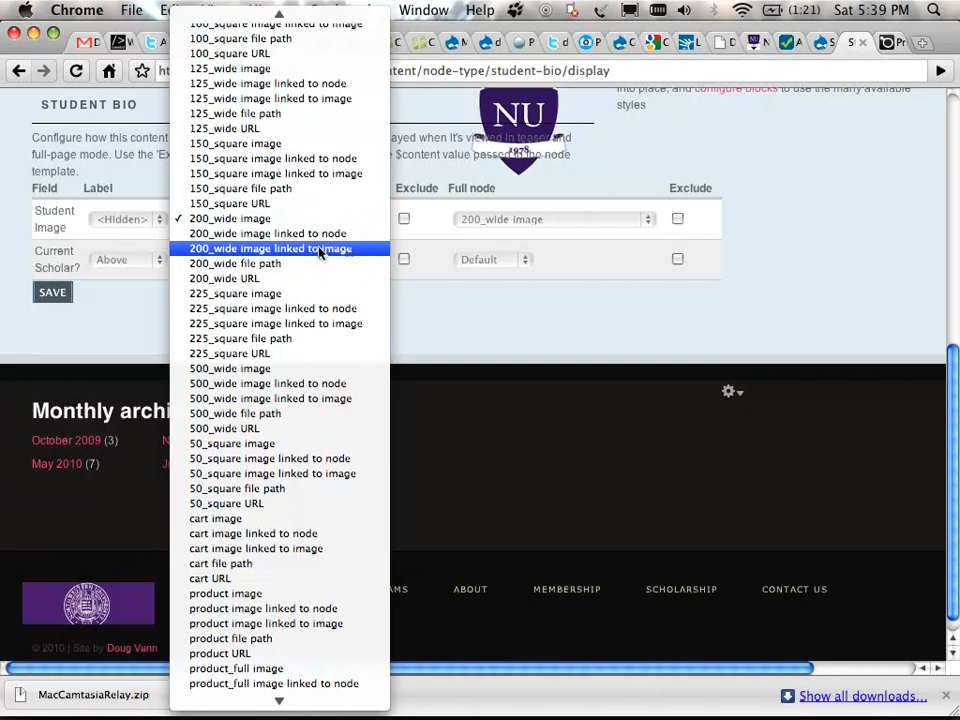 Chrome File
Window Help
(1:21) Sat 5:39 PM
ntent/node-type/student-bio/display
STUDENT BIO
into place, and configure blocks to use the many available
styles
NU
1978
Configure how this content
ayed when it's viewed in teaser and
full-page mode. Use the 'Ex
e $content value passed to the node
template.
Field Label Exclude Full node Exclude
Student
Image
<Hidden> 200_wide image
Current
Scholar?
Above Default
SAVE
100_square image linked to image
100_square file path
100_square URL
125_wide image
125_wide image linked to node
125_wide image linked to image
125_wide file path
125_wide URL
150_square image
150_square image linked to node
150_square image linked to image
150_square file path
150_square URL
✓ 200_wide image
200_wide image linked to node
200_wide image linked to image
200_wide file path
200_wide URL
225_square image
225_square image linked to node
225_square image linked to image
225_square file path
225_square URL
500_wide image
500_wide image linked to node
500_wide image linked to image
500_wide file path
500_wide URL
50_square image
50_square image linked to node
50_square image linked to image
50_square file path
50_square URL
cart image
cart image linked to node
cart image linked to image
cart file path
cart URL
product image
product image linked to node
product image linked to image
product file path
product URL
product_full image
product_full image linked to node
Monthly archi
October 2009 (3)
May 2010 (7)
AMS ABOUT MEMBERSHIP SCHOLARSHIP CONTACT US
© 2010 | Site by Doug Vann
MacCamtasiaRelay.zip
Show all downloads...